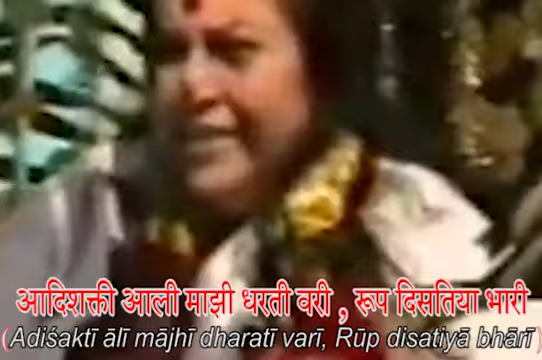 आदिशक्ती आली माझी धरती वरी , रूप दिसतिया भारी
(Adiśaktī ālī mājhī dharatī varī, Rūp disatiyā bhārī)